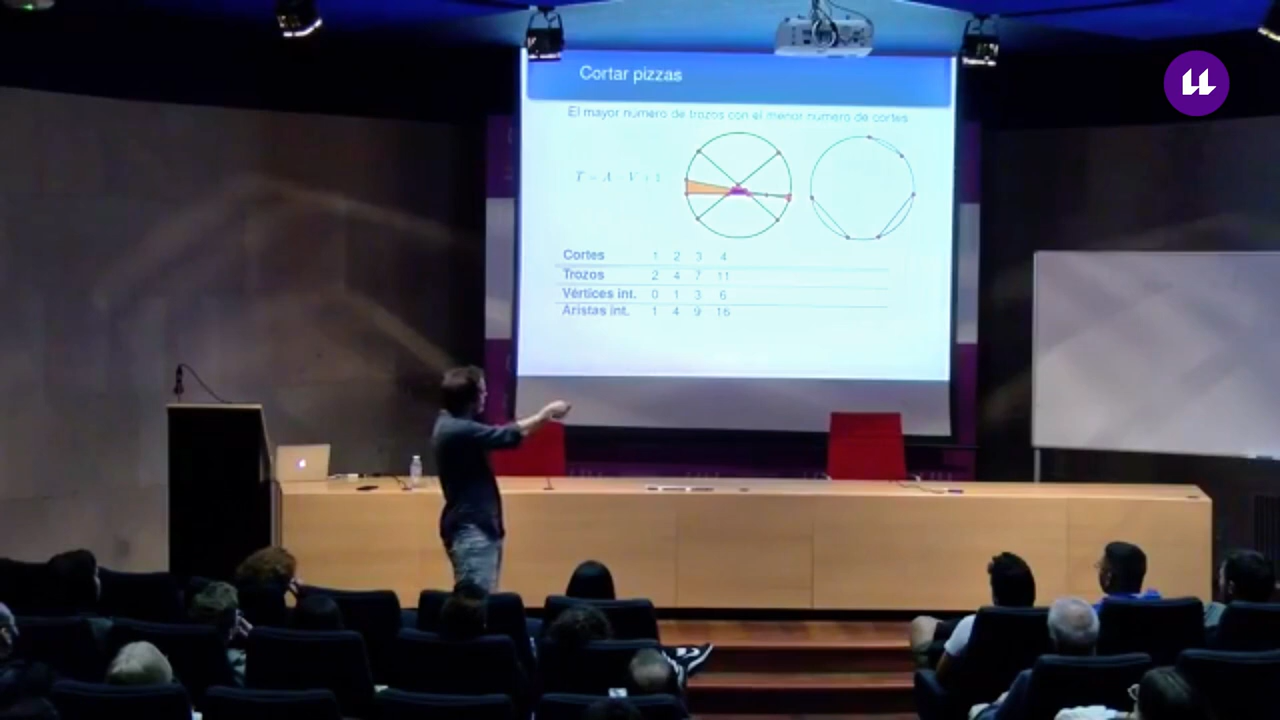 Cortar pizzas
El mayor numero de trozos con el menor numero de cortes
T = A - V + 1
Cortes 1 2 3 4
Trozos 2 4 7 11
Vértices int. 0 1 3 6
Aristas int. 1 4 9 16